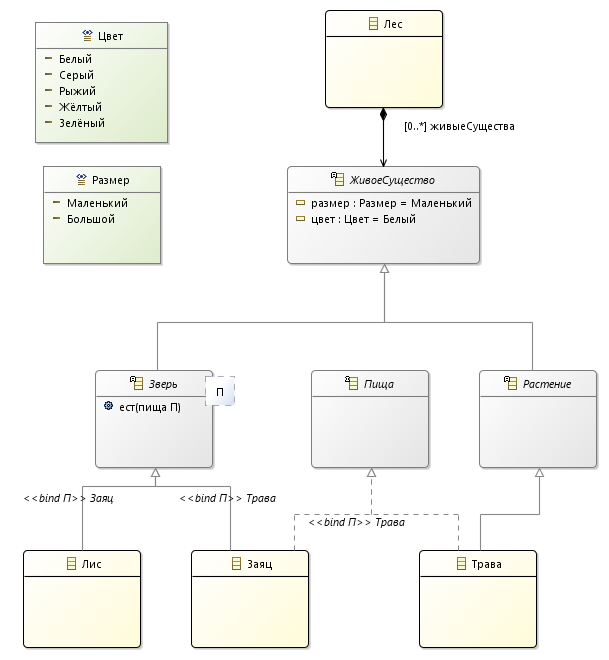 Лес
Цвет
Белый
Серый
Рыжий
Жёлтый
Зелёный
[0..*] живыеСущества
Размер
Маленький
Большой
ЖивоеСущество
размер : Размер = Маленький
цвет : Цвет = Белый
Зверь
П
ест(пища П)
Пища
Растение
<<bind П>> Заяц
<<bind П>> Трава
<<bind П>> Трава
Лис
Заяц
Трава